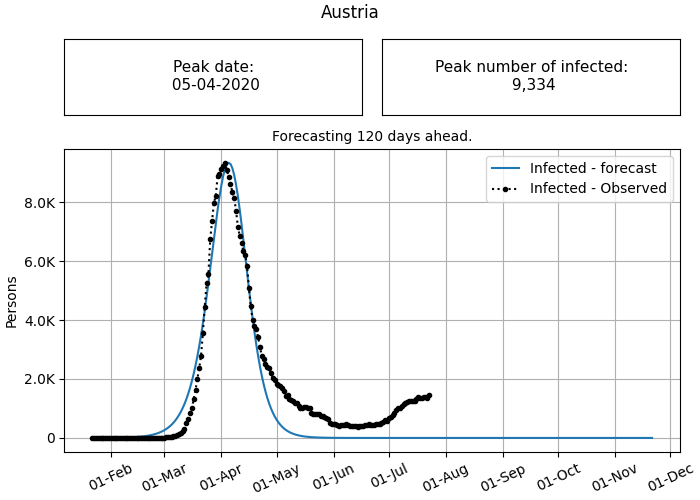 Austria
Peak date:
05-04-2020
Peak number of infected:
9,334
Forecasting 120 days ahead.
Infected - forecast
Infected - Observed
Persons
8.0K
6.0K
4.0K
2.0K
0
01-Feb
01-Mar
01-Apr
01-May
01-Jun
01-Jul
01-Aug
01-Sep
01-Oct
01-Nov
01-Dec